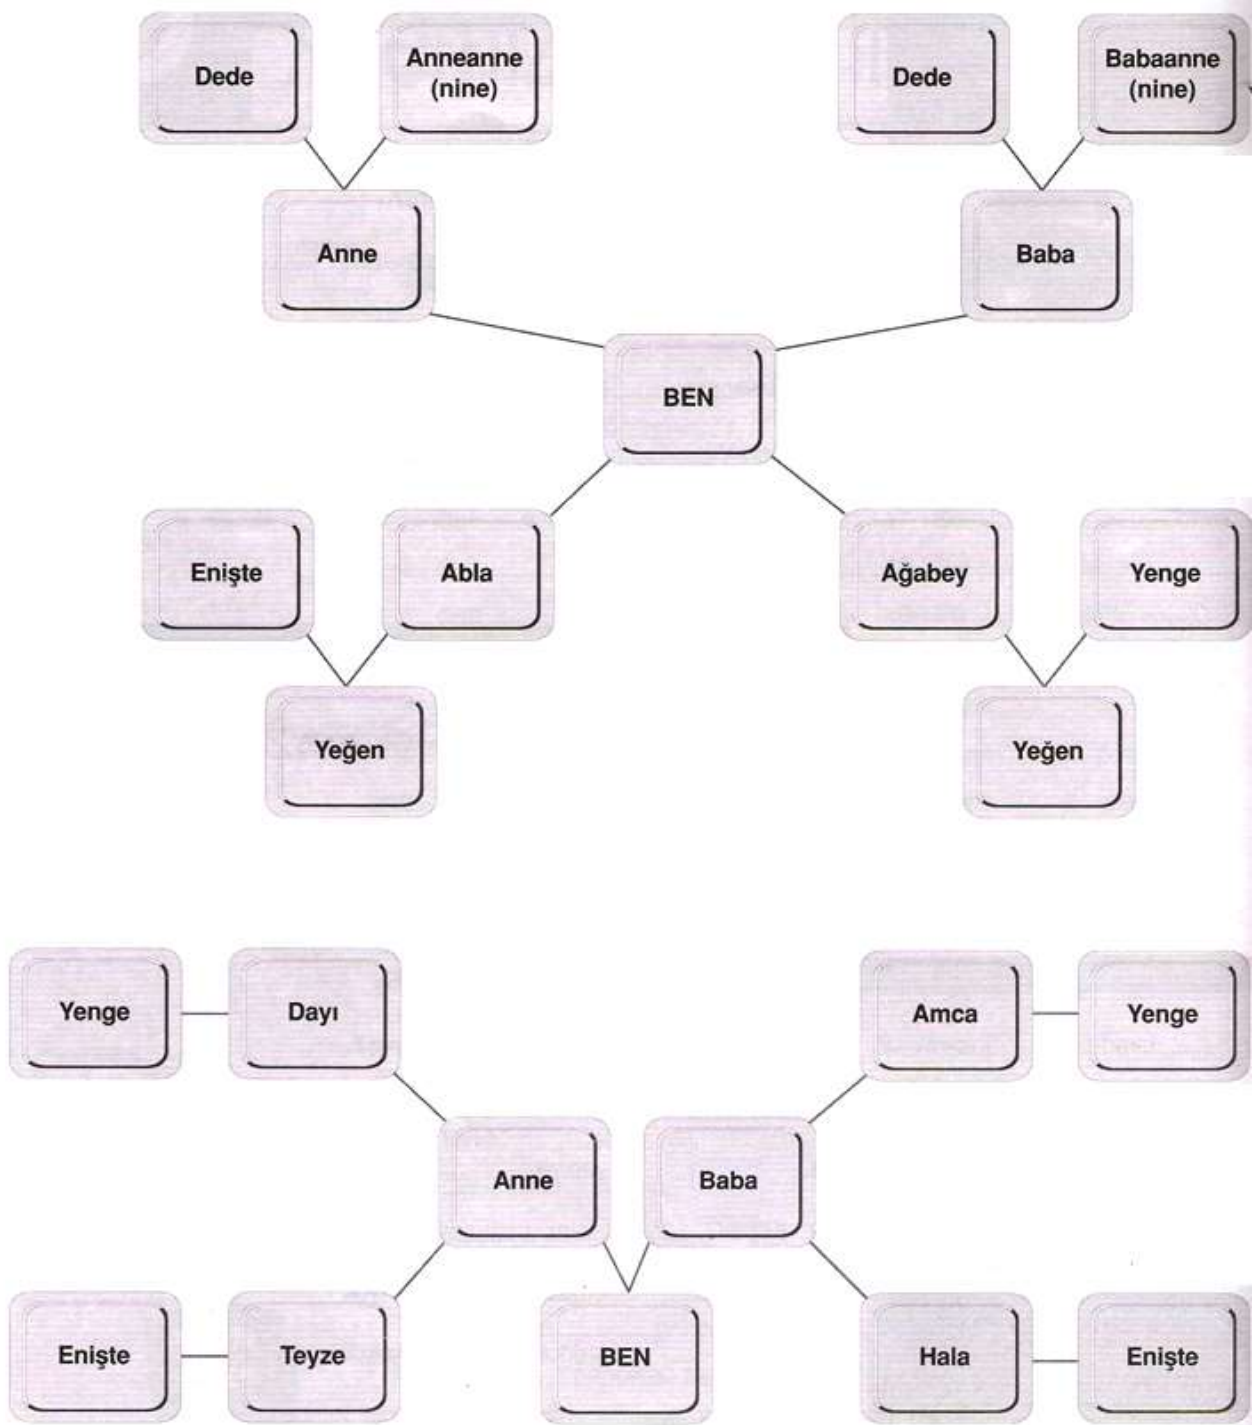 Dede
Anneanne
(nine)
Dede
Babaanne
(nine)
Anne
Baba
BEN
Enişte
Abla
Ağabey
Yenge
Yeğen
Yeğen
Yenge
Dayı
Amca
Yenge
Anne
Baba
Enişte
Teyze
BEN
Hala
Enişte